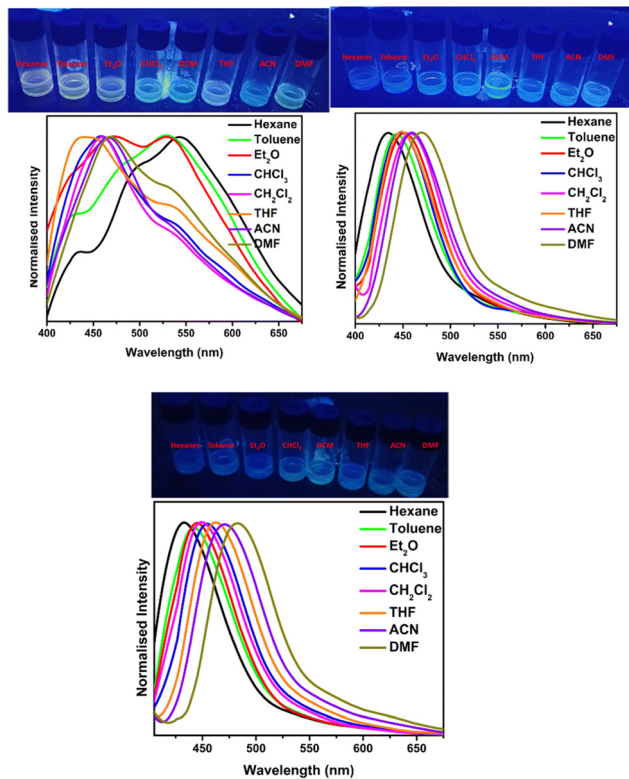 Hexanes Toluene Et₂O CHCl₃ DCM THF ACN DMF
Hexane
Toluene
Et₂O
CHCl₃
CH₂Cl₂
THF
ACN
DMF
Normalised Intensity
400 450 500 550 600 650
Wavelength (nm)
Hexanes Toluene Et₂O CHCl₃ DCM THF ACN DMF
Hexane
Toluene
Et₂O
CHCl₃
CH₂Cl₂
THF
ACN
DMF
Normalised Intensity
400 450 500 550 600 650
Wavelength (nm)
Hexanes Toluene Et₂O CHCl₃ DCM THF ACN DMF
Hexane
Toluene
Et₂O
CHCl₃
CH₂Cl₂
THF
ACN
DMF
Normalised Intensity
450 500 550 600 650
Wavelength (nm)